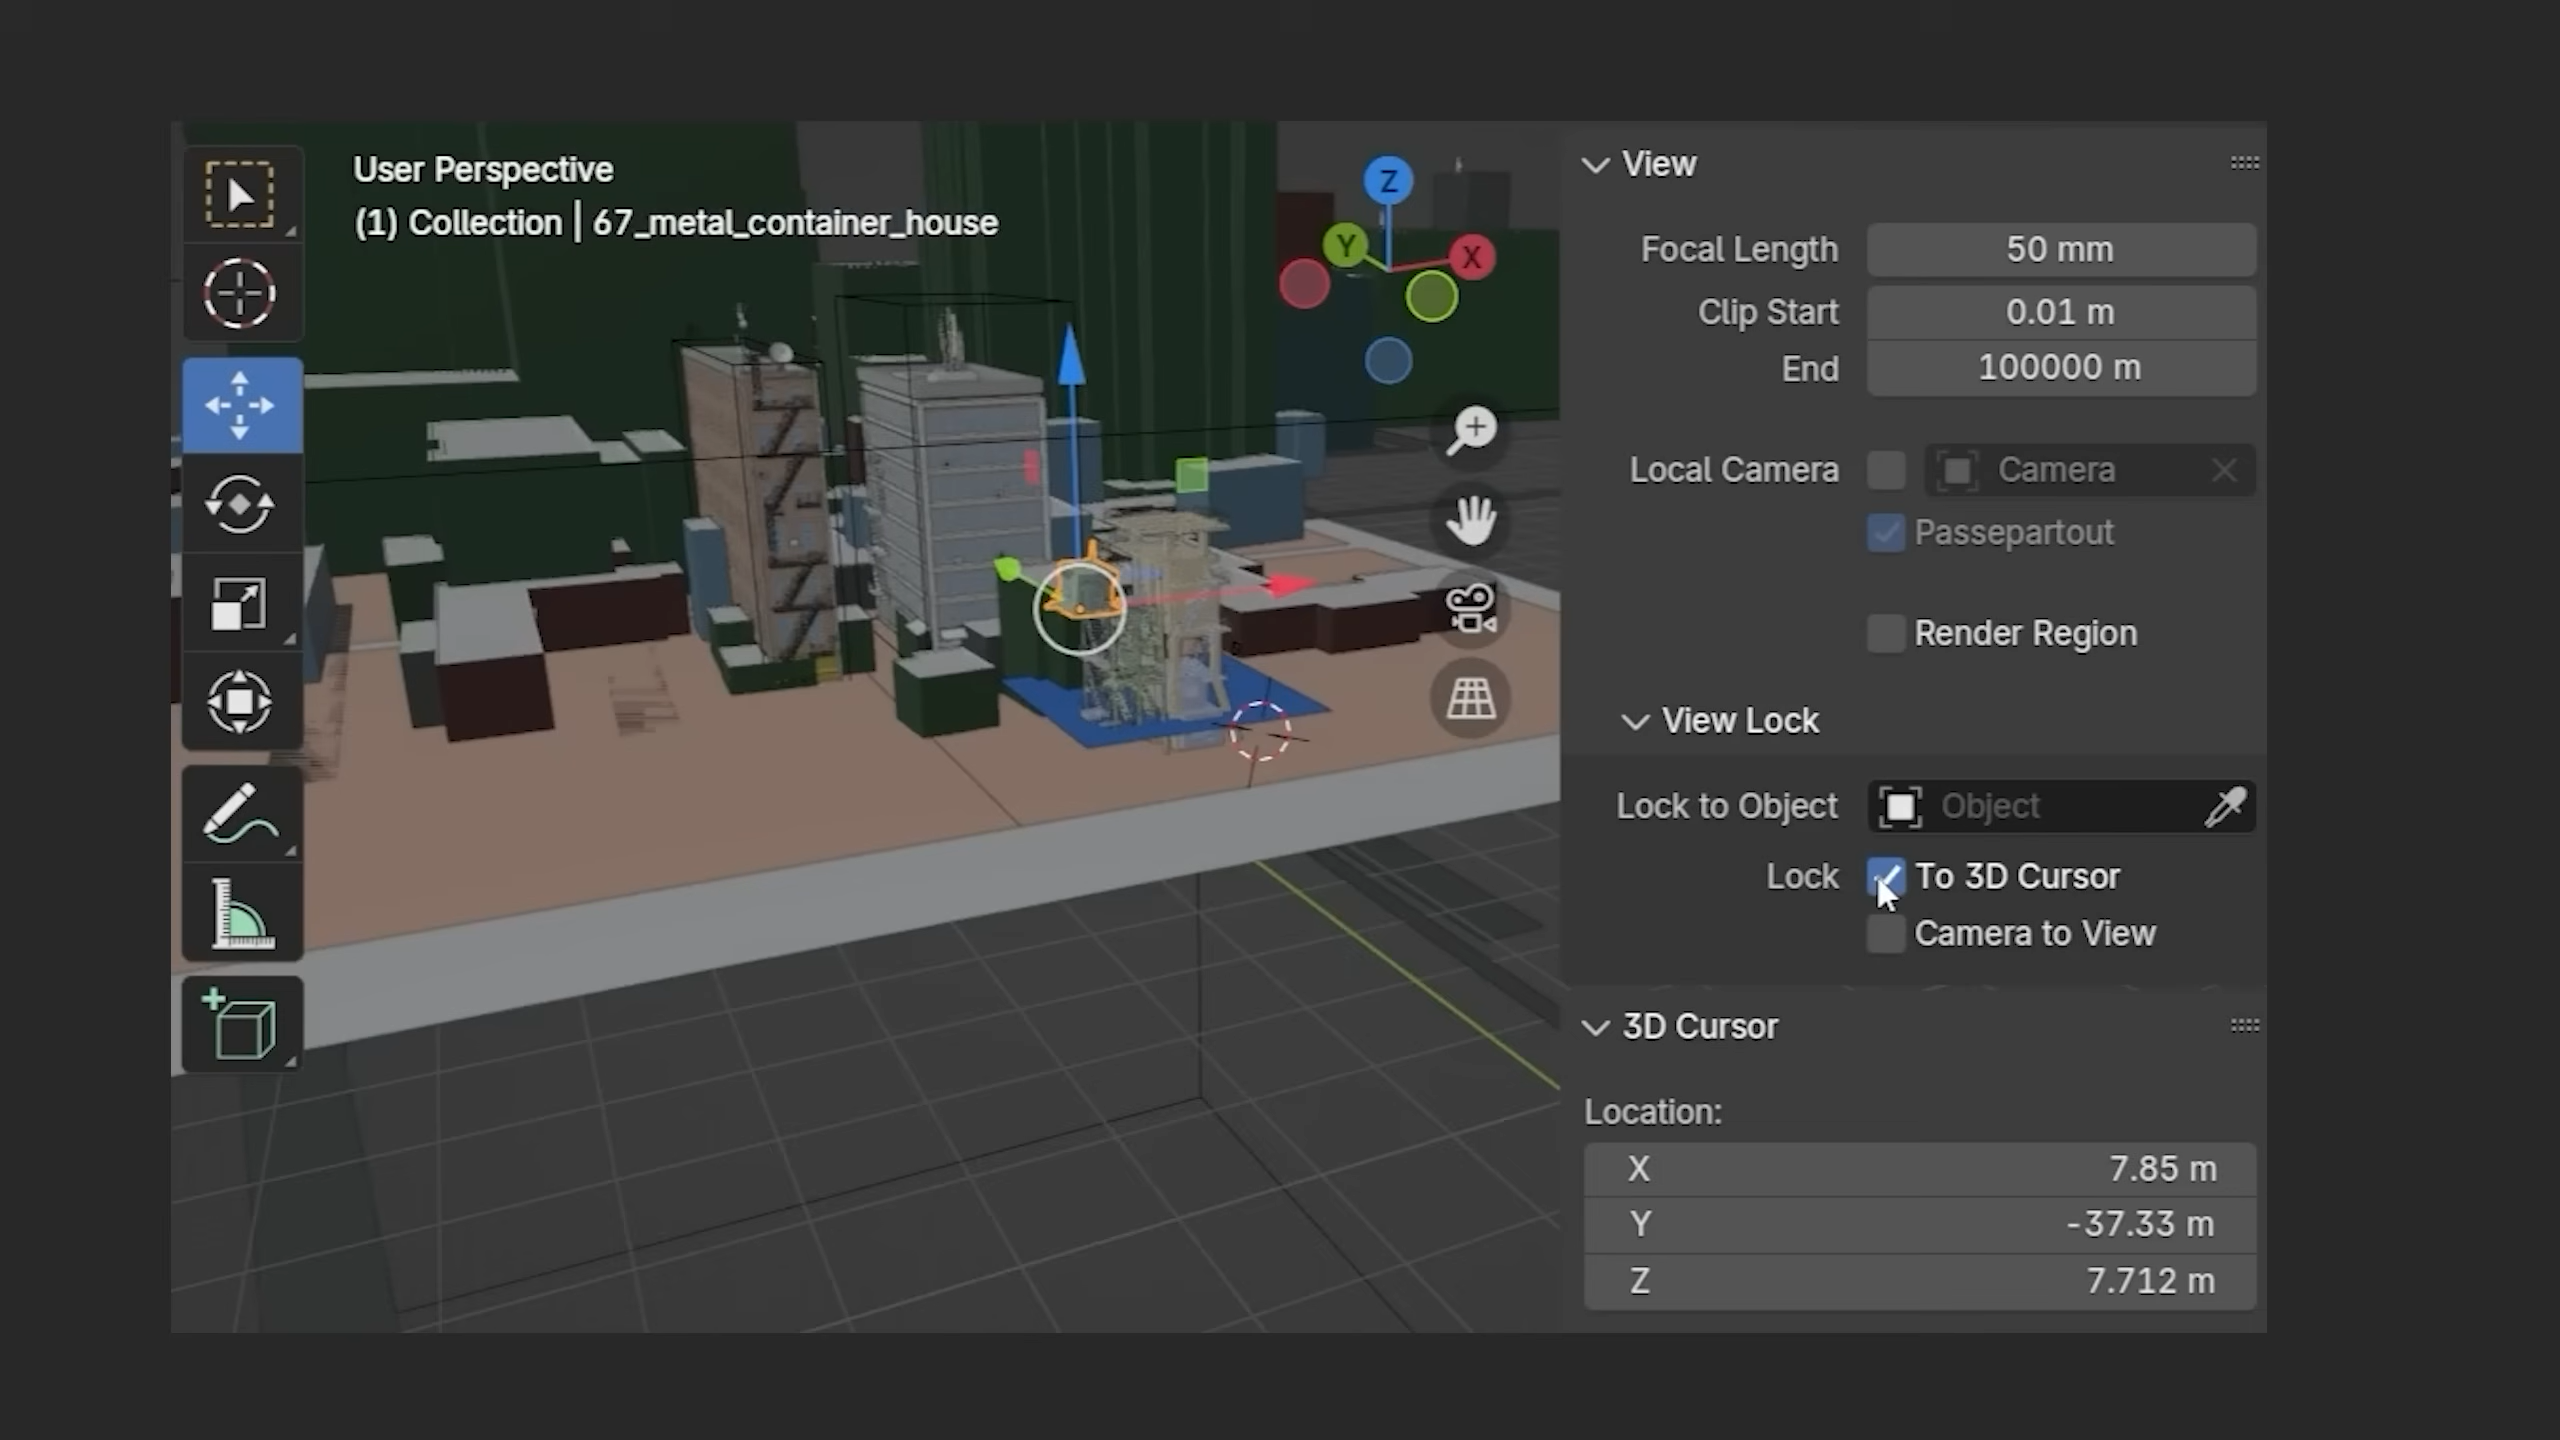 User Perspective
(1) Collection | 67_metal_container_house
Z
Y
X
View
Focal Length 50 mm
Clip Start 0.01 m
End 100000 m
Local Camera Camera
Passepartout
Render Region
View Lock
Lock to Object Object
Lock To 3D Cursor
Camera to View
3D Cursor
Location:
X 7.85 m
Y -37.33 m
Z 7.712 m